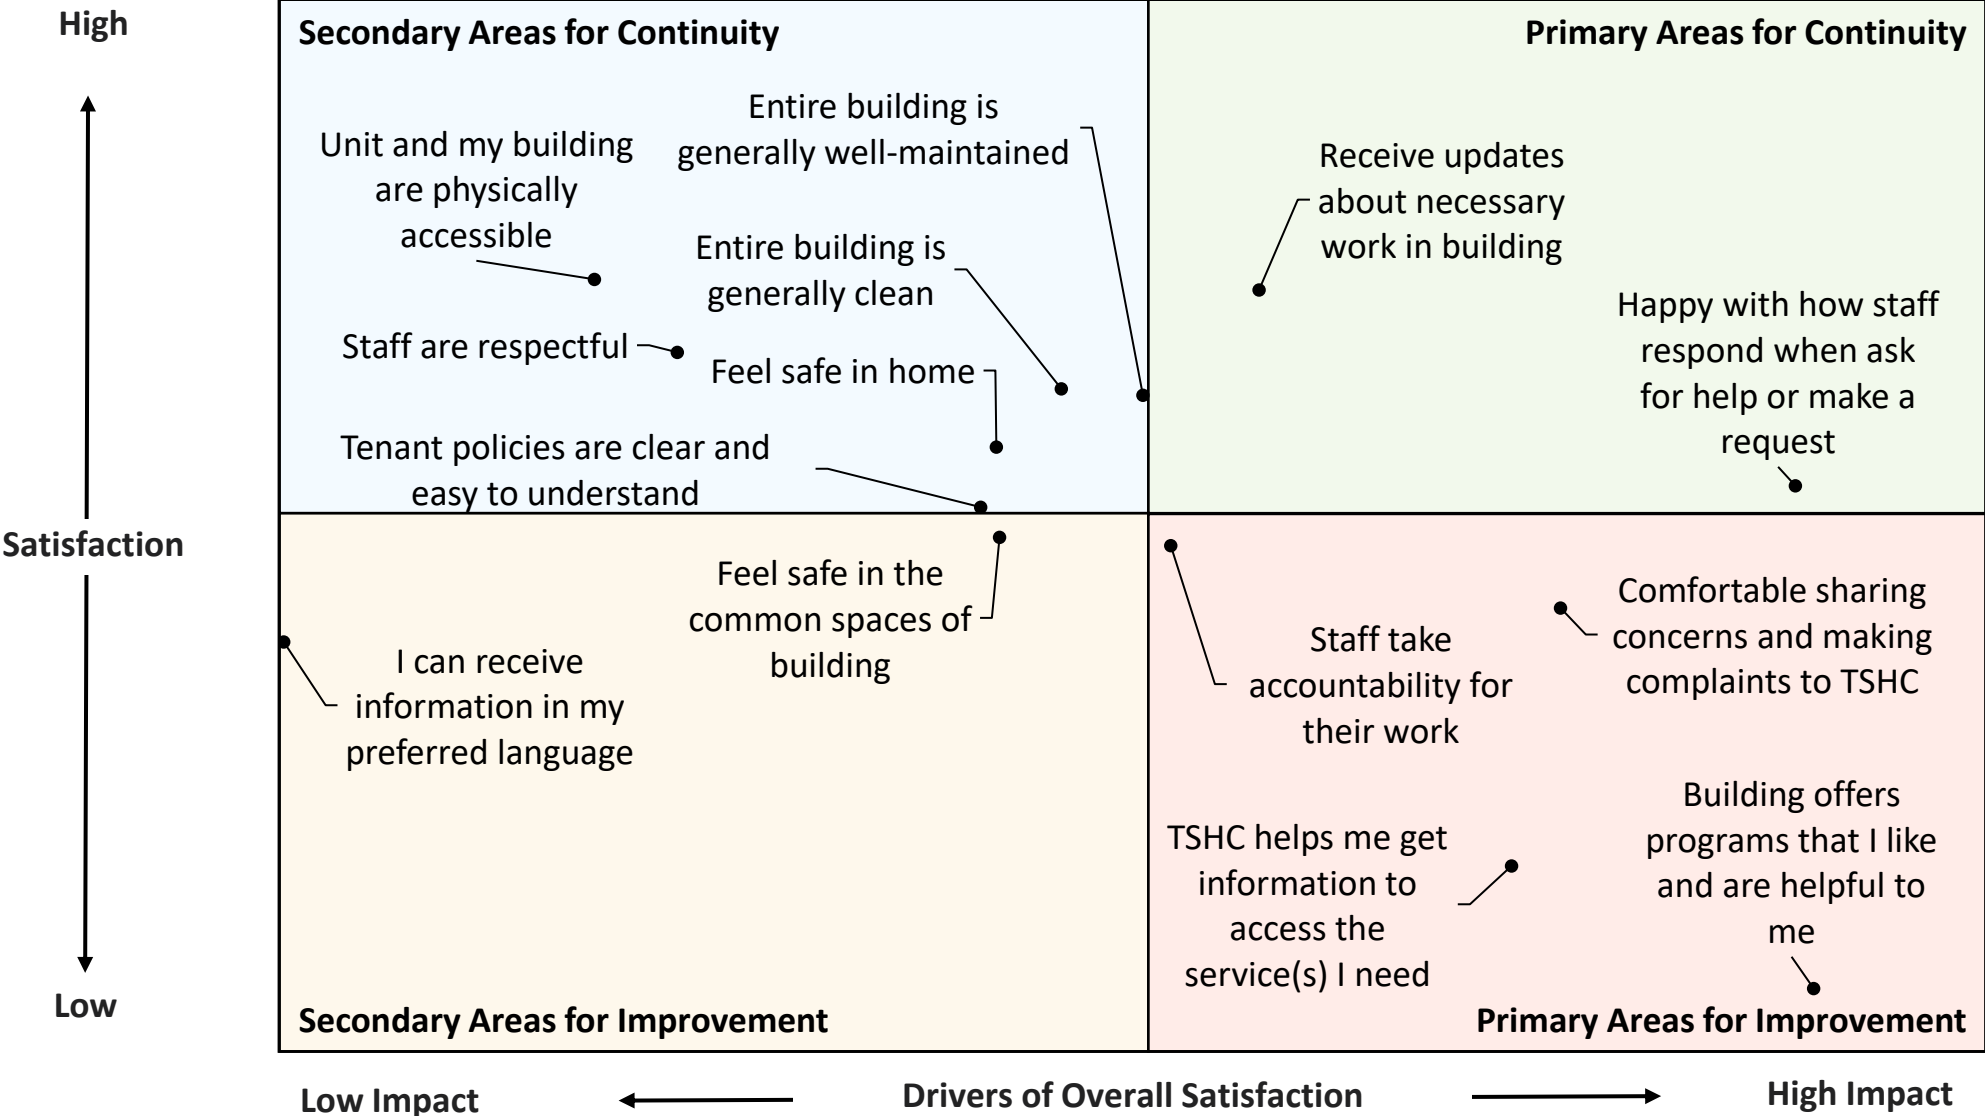 High
Secondary Areas for Continuity
Primary Areas for Continuity
Unit and my building
are physically
accessible
Entire building is
generally well-maintained
Entire building is
generally clean
Staff are respectful
Feel safe in home
Tenant policies are clear and
easy to understand
Receive updates
about necessary
work in building
Happy with how staff
respond when ask
for help or make a
request
Satisfaction
I can receive
information in my
preferred language
Feel safe in the
common spaces of
building
Staff take
accountability for
their work
Comfortable sharing
concerns and making
complaints to TSHC
TSHC helps me get
information to
access the
service(s) I need
Building offers
programs that I like
and are helpful to
me
Low
Secondary Areas for Improvement
Primary Areas for Improvement
Low Impact
Drivers of Overall Satisfaction
High Impact